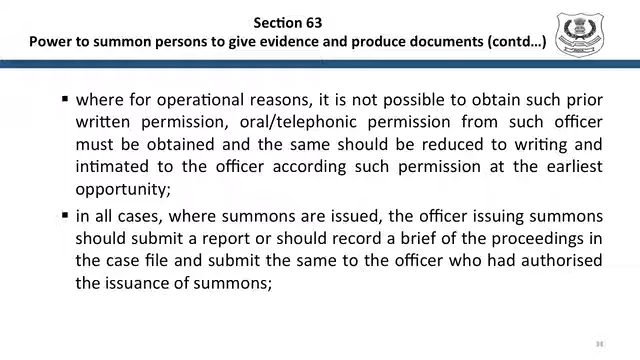 Section 63
Power to summon persons to give evidence and produce documents (contd…)
▪ where for operational reasons, it is not possible to obtain such prior
written permission, oral/telephonic permission from such officer
must be obtained and the same should be reduced to writing and
intimated to the officer according such permission at the earliest
opportunity;
▪ in all cases, where summons are issued, the officer issuing summons
should submit a report or should record a brief of the proceedings in
the case file and submit the same to the officer who had authorised
the issuance of summons;
38